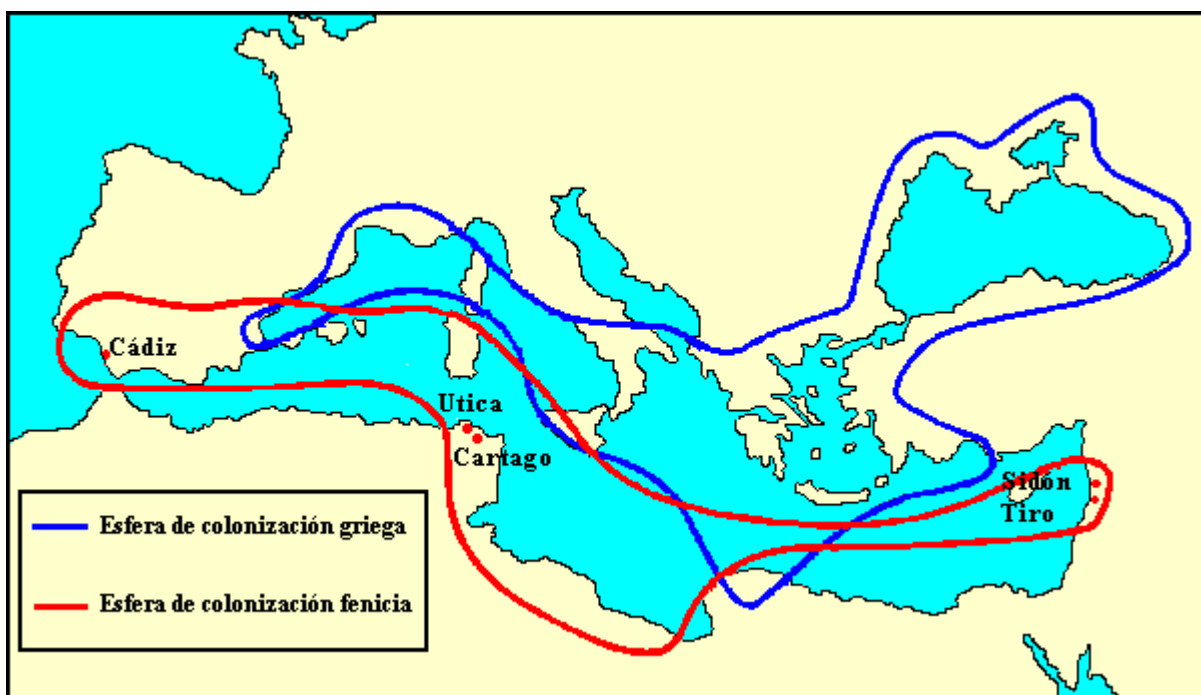 Cádiz
Utica
Cartago
Sidón
Tiro
Esfera de colonización griega
Esfera de colonización fenicia